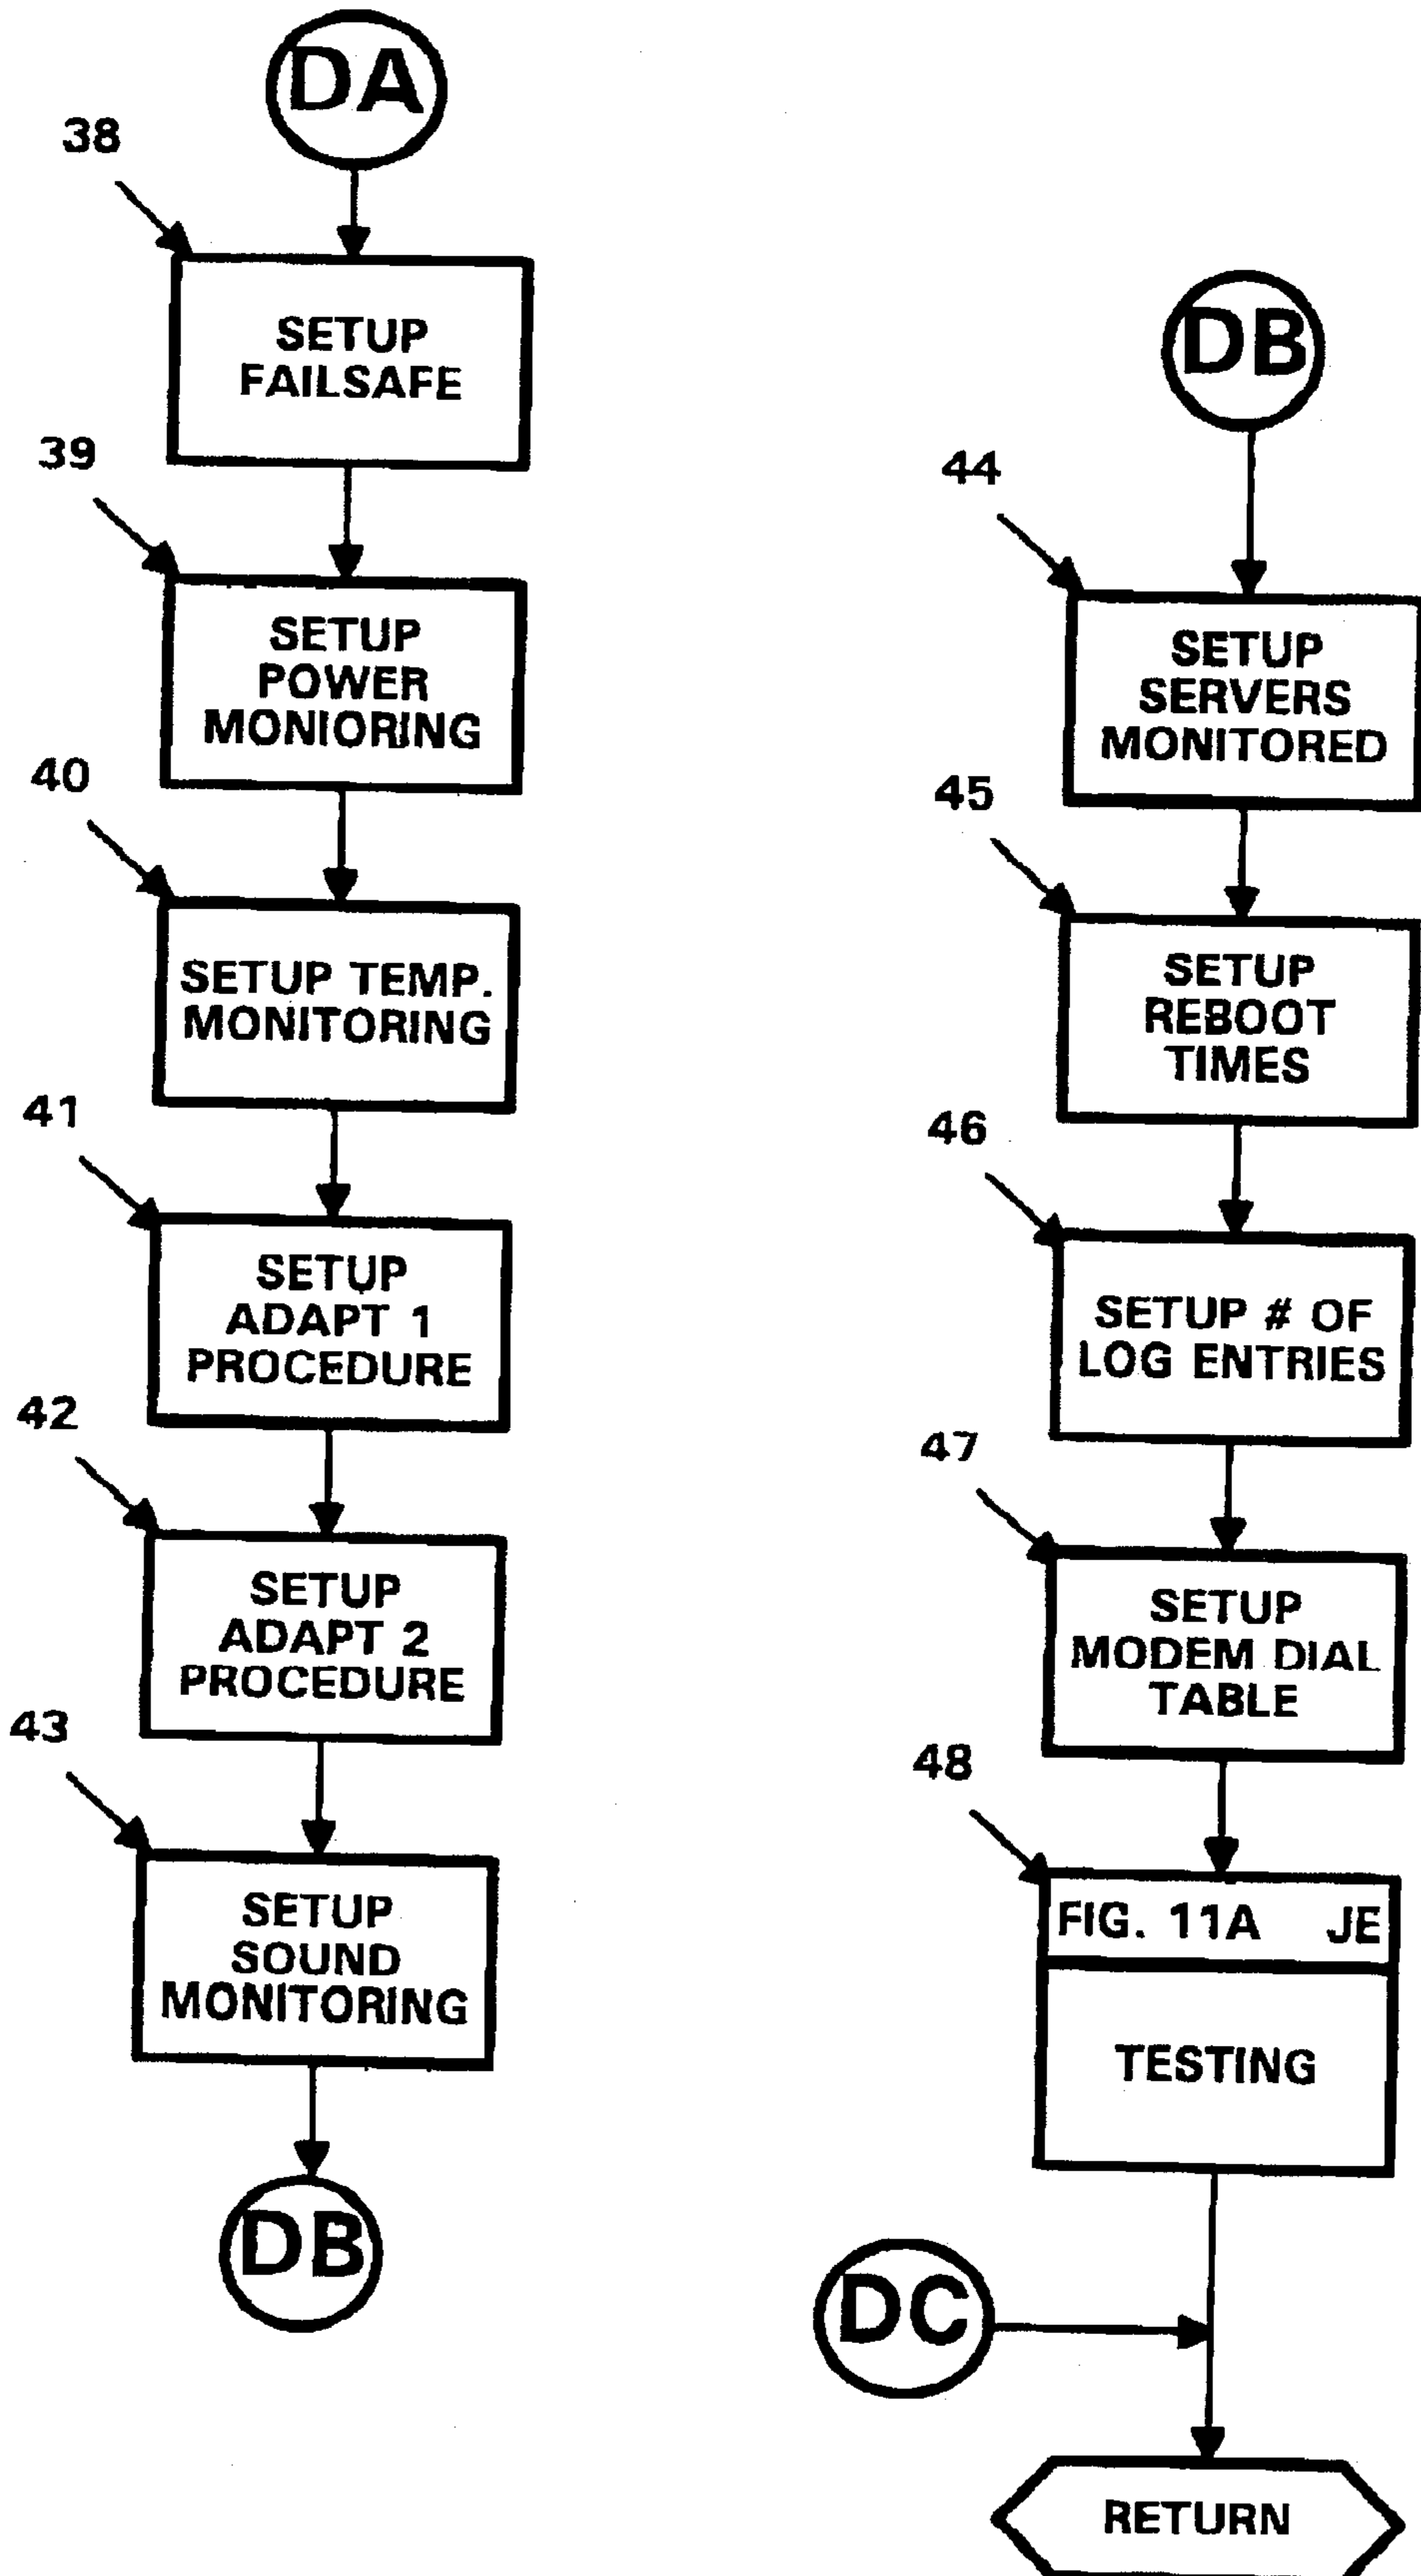 DA
38
SETUP
FAILSAFE
39
SETUP
POWER
MONIORING
40
SETUP TEMP.
MONITORING
41
SETUP
ADAPT 1
PROCEDURE
42
SETUP
ADAPT 2
PROCEDURE
43
SETUP
SOUND
MONITORING
DB
DB
44
SETUP
SERVERS
MONITORED
45
SETUP
REBOOT
TIMES
46
SETUP # OF
LOG ENTRIES
47
SETUP
MODEM DIAL
TABLE
48
FIG. 11A JE
TESTING
DC
RETURN